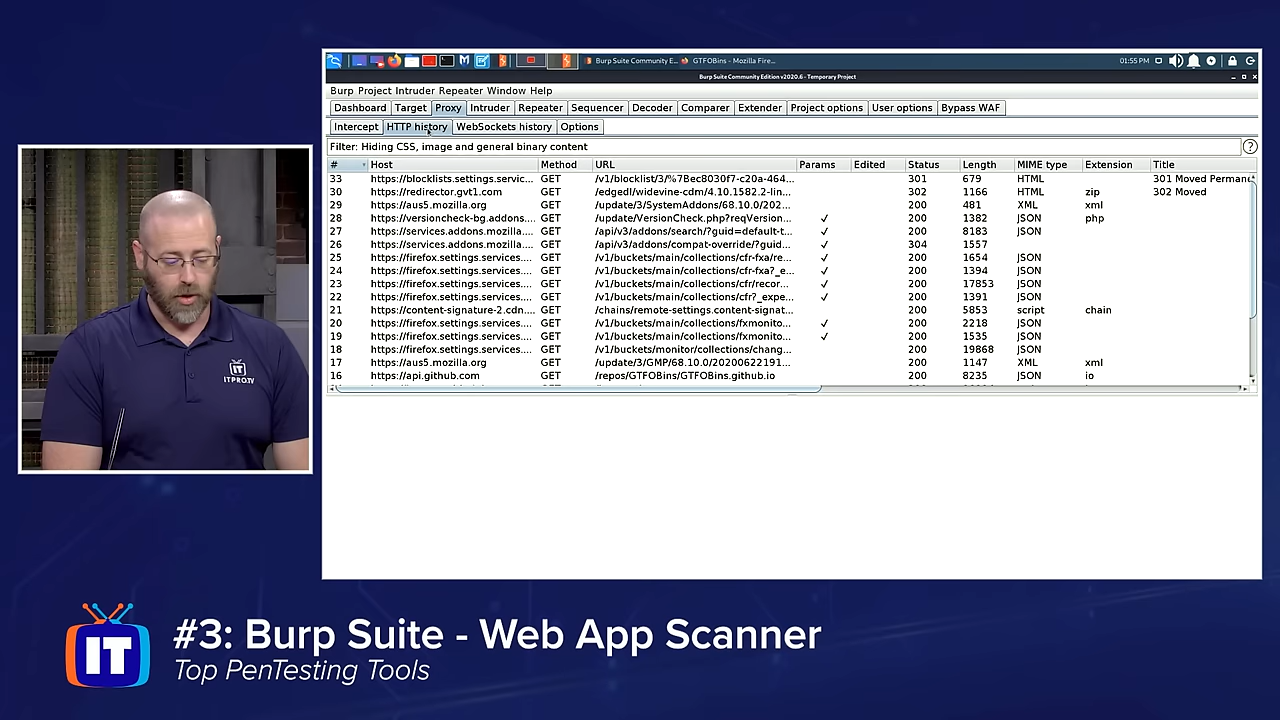 01:55 PM
Burp Suite Community E... GTFOBins - Mozilla Fire...
Burp Suite Community Edition v2020.6 - Temporary Project
Burp Project Intruder Repeater Window Help
Dashboard Target Proxy Intruder Repeater Sequencer Decoder Comparer Extender Project options User options Bypass WAF
Intercept HTTP history WebSockets history Options
Filter: Hiding CSS, image and general binary content ?
# Host Method URL Params Edited Status Length MIME type Extension Title
33 https://blocklists.settings.servic... GET /v1/blocklist/3/%7Bec8030f7-c20a-464... 301 679 HTML 301 Moved Perman
30 https://redirector.gvt1.com GET /edgedl/widevine-cdm/4.10.1582.2-lin... 302 1166 HTML zip 302 Moved
29 https://aus5.mozilla.org GET /update/3/SystemAddons/68.10.0/202... 200 481 XML xml
28 https://versioncheck-bg.addons.... GET /update/VersionCheck.php?reqVersion... ✓ 200 1382 JSON php
27 https://services.addons.mozilla.... GET /api/v3/addons/search/?guid=default-t... ✓ 200 8183 JSON
26 https://services.addons.mozilla.... GET /api/v3/addons/compat-override/?guid... ✓ 304 1557
25 https://firefox.settings.services.... GET /v1/buckets/main/collections/cfr-fxa/re... ✓ 200 1654 JSON
24 https://firefox.settings.services.... GET /v1/buckets/main/collections/cfr-fxa?_e... ✓ 200 1394 JSON
23 https://firefox.settings.services.... GET /v1/buckets/main/collections/cfr/recor... ✓ 200 17853 JSON
22 https://firefox.settings.services.... GET /v1/buckets/main/collections/cfr?_expe... ✓ 200 1391 JSON
21 https://content-signature-2.cdn.... GET /chains/remote-settings.content-signat... 200 5853 script chain
20 https://firefox.settings.services.... GET /v1/buckets/main/collections/fxmonito... ✓ 200 2218 JSON
19 https://firefox.settings.services.... GET /v1/buckets/main/collections/fxmonito... ✓ 200 1535 JSON
18 https://firefox.settings.services.... GET /v1/buckets/monitor/collections/chang... 200 19868 JSON
17 https://aus5.mozilla.org GET /update/3/GMP/68.10.0/20200622191... 200 1147 XML xml
16 https://api.github.com GET /repos/GTFOBins/GTFOBins.github.io 200 8235 JSON io
IT
ITPRO.TV
IT
#3: Burp Suite - Web App Scanner
Top PenTesting Tools